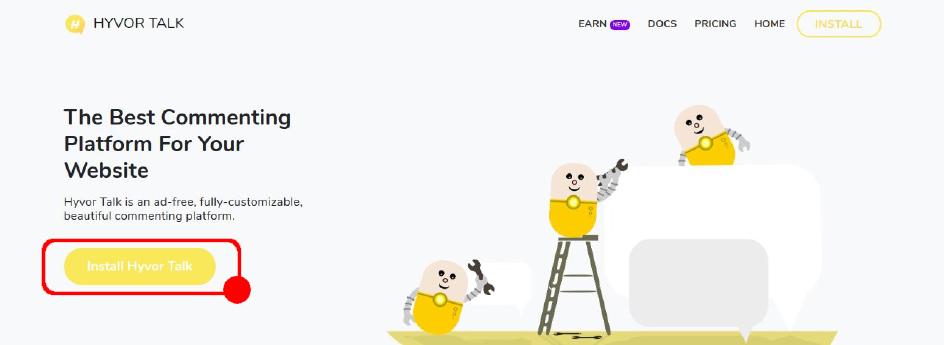 H HYVOR TALK
EARN NEW DOCS PRICING HOME INSTALL
The Best Commenting
Platform For Your
Website
Hyvor Talk is an ad-free, fully-customizable,
beautiful commenting platform.
Install Hyvor Talk